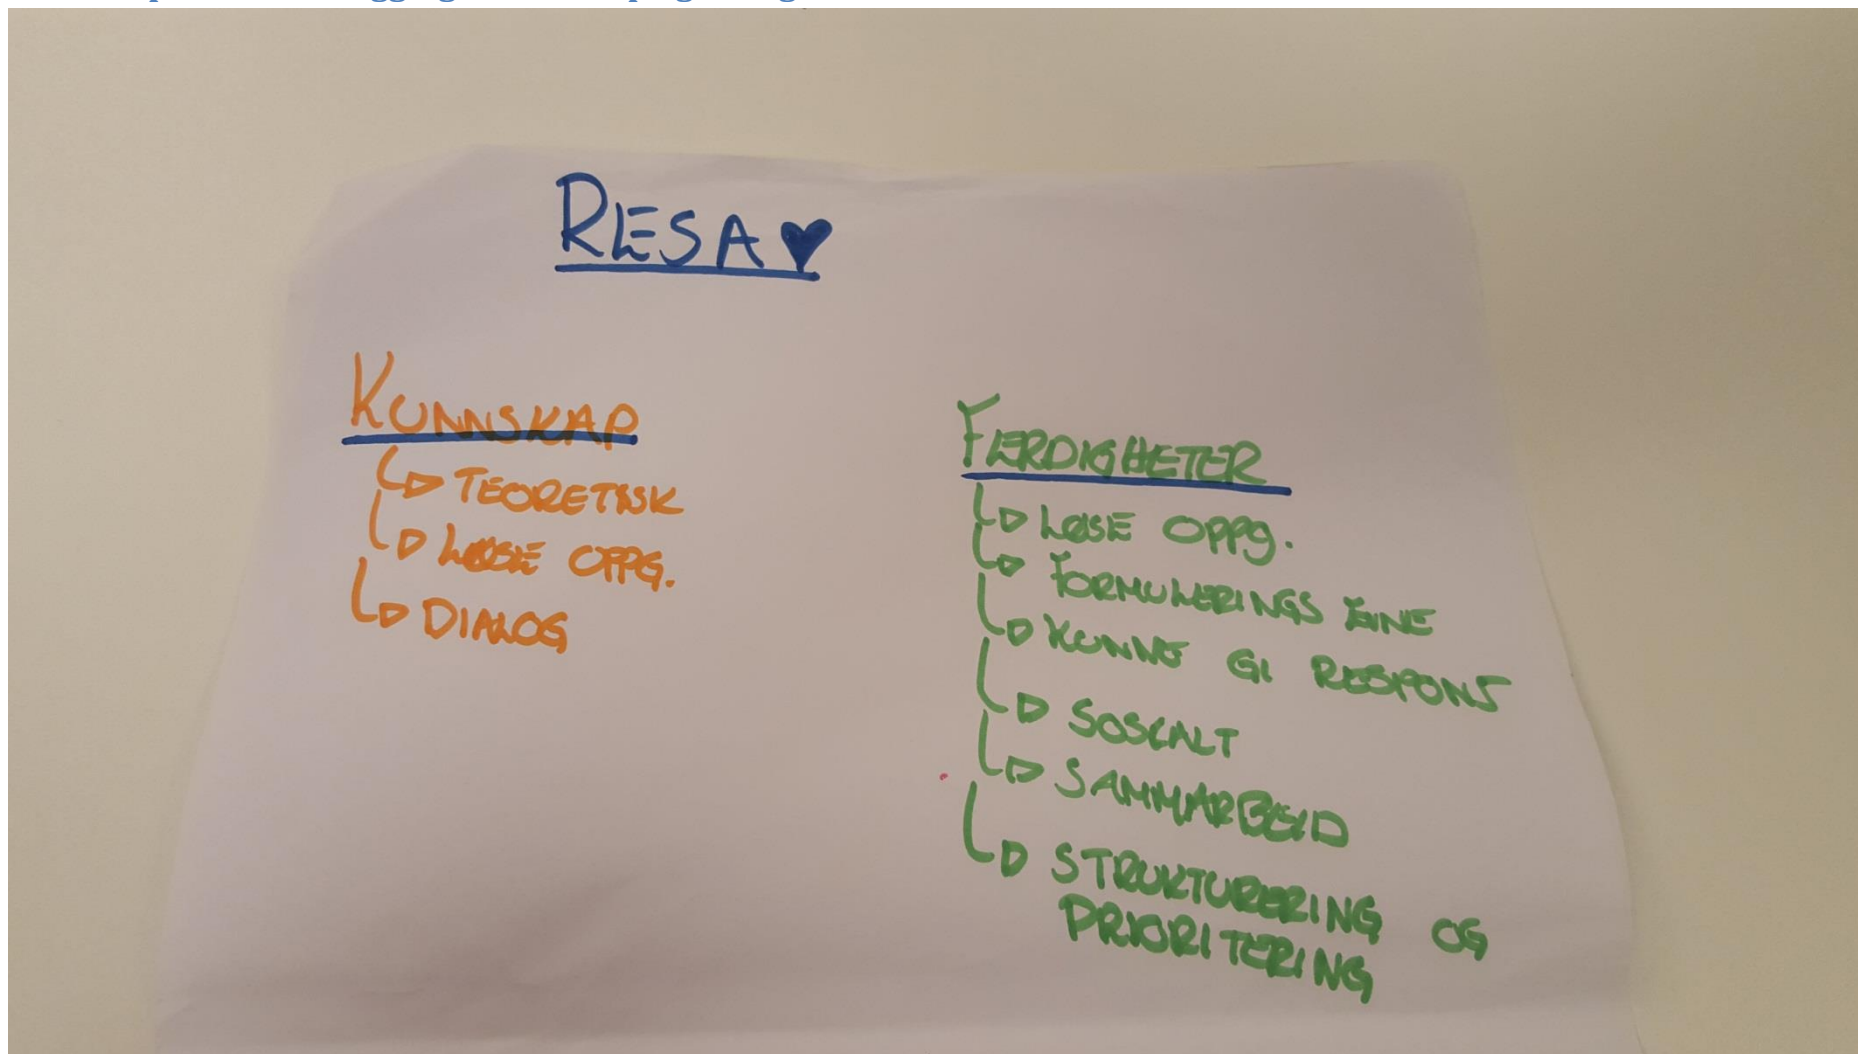 RESA ♥
KUNNSKAP
TEORETISK
LØSE OPPG.
DIALOG
FERDIGHETER
LØSE OPPG.
FORMULERINGS EVNE
KUNNE GI RESPONS
SOSIALT
SAMMARBEID
STRUKTURERING OG
PRIORITERING